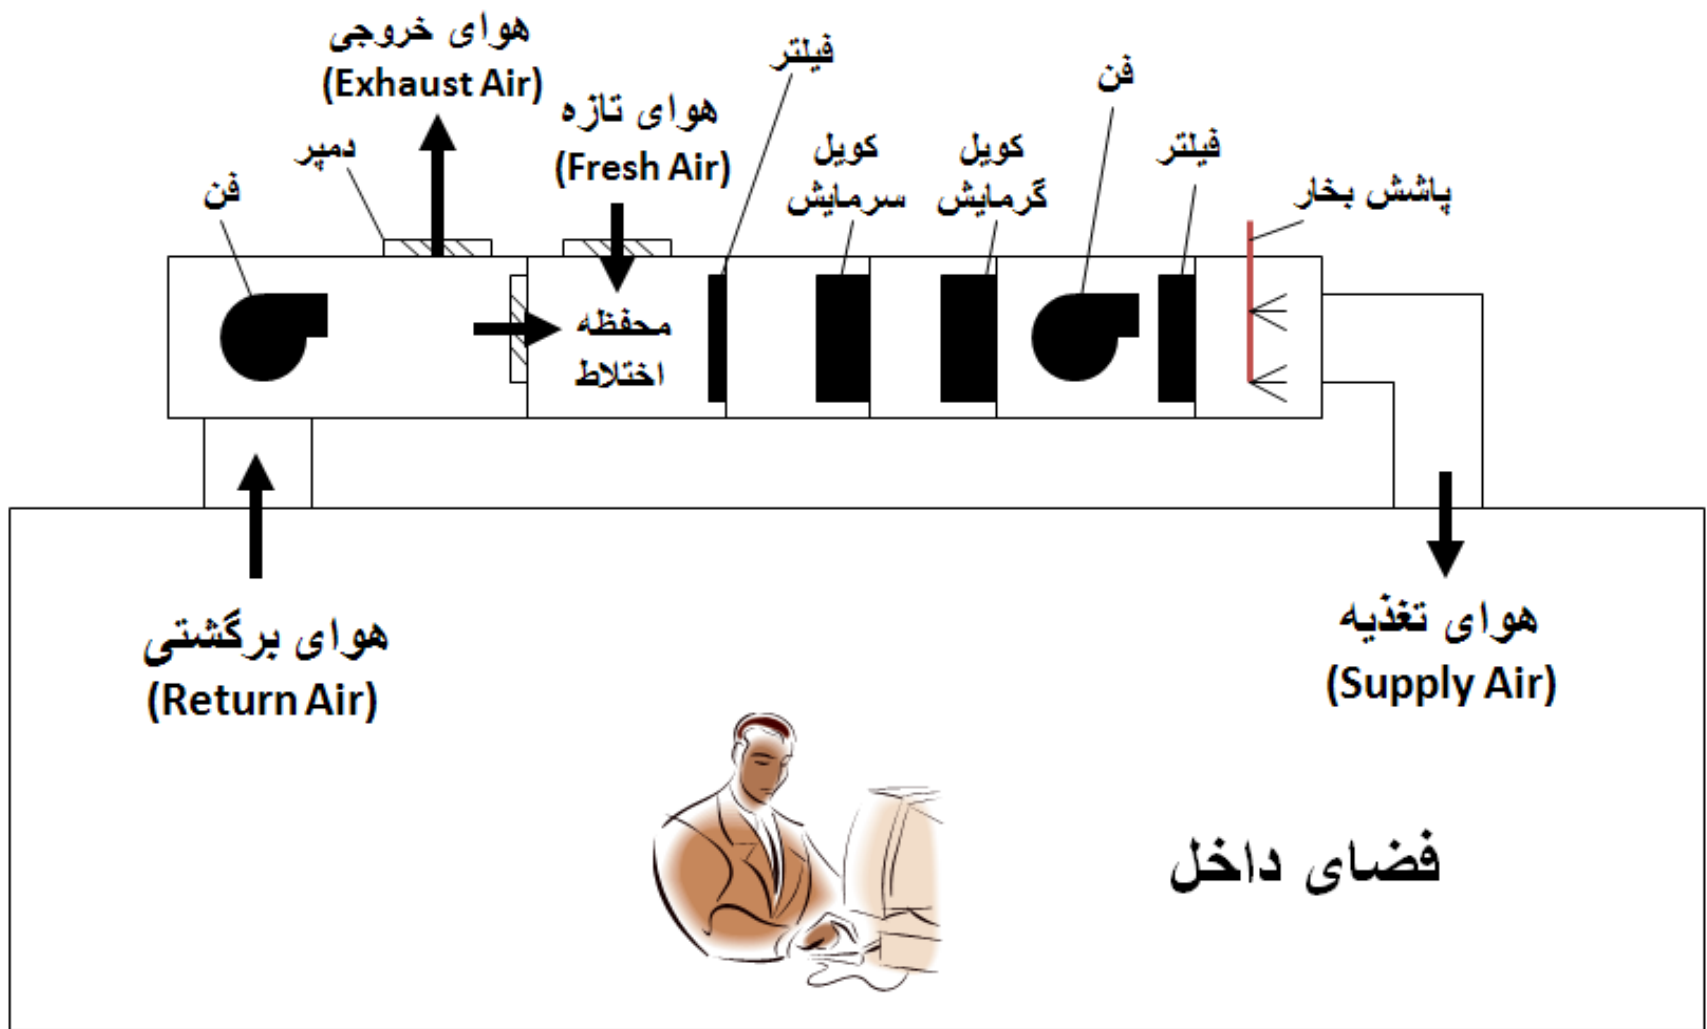 هوای خروجی
(Exhaust Air)
فیلتر
فن
هوای تازه
(Fresh Air)
دمپر
فن
کویل
سرمایش
کویل
گرمایش
فیلتر
پاشش بخار
محفظه
اختلاط
هوای برگشتی
(Return Air)
هوای تغذیه
(Supply Air)
فضای داخل